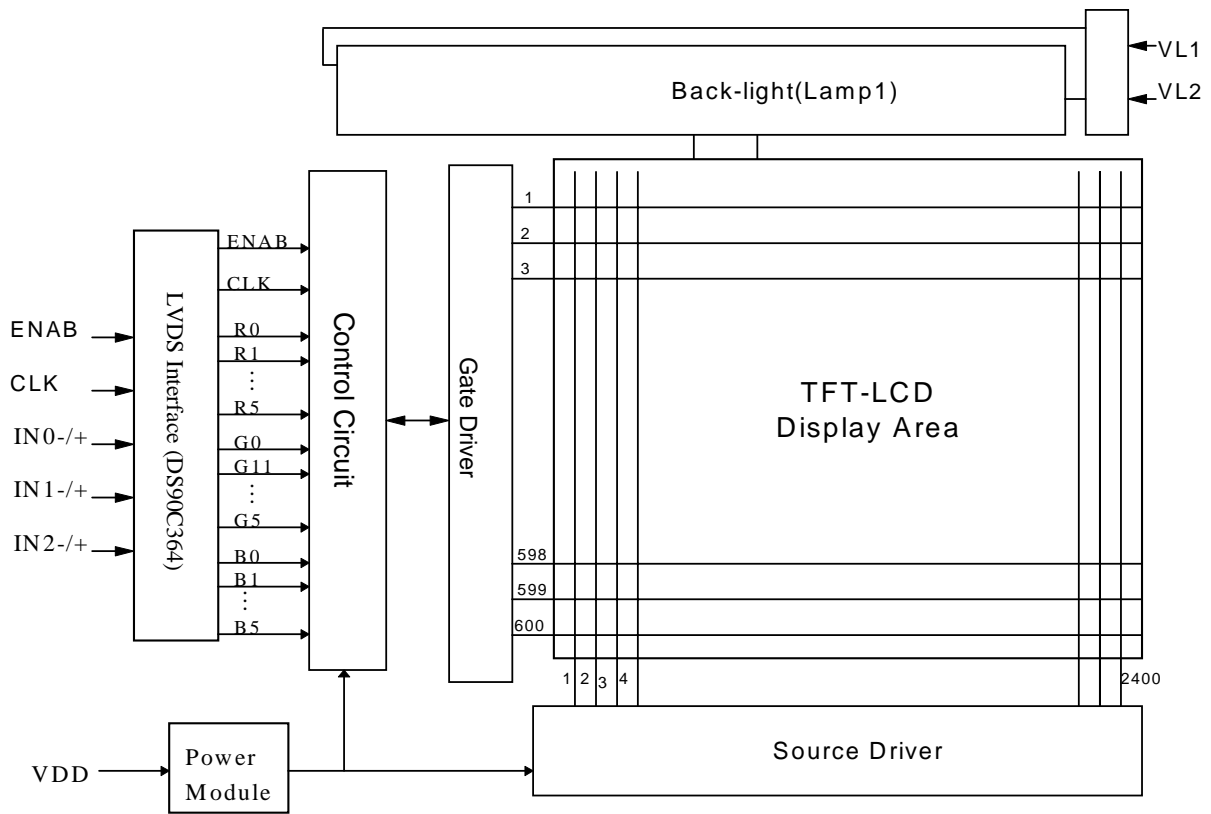 VL1
Back-light(Lamp1)
VL2
1
2
3
ENAB
CLK
R0
R1
....
R5
G0
G11
....
G5
B0
B1
....
B5
ENAB
CLK
IN0-/+
IN1-/+
IN2-/+
LVDS Interface (DS90C364)
Control Circuit
Gate Driver
TFT-LCD
Display Area
598
599
600
1
2
3
4
2400
Source Driver
VDD
Power
Module